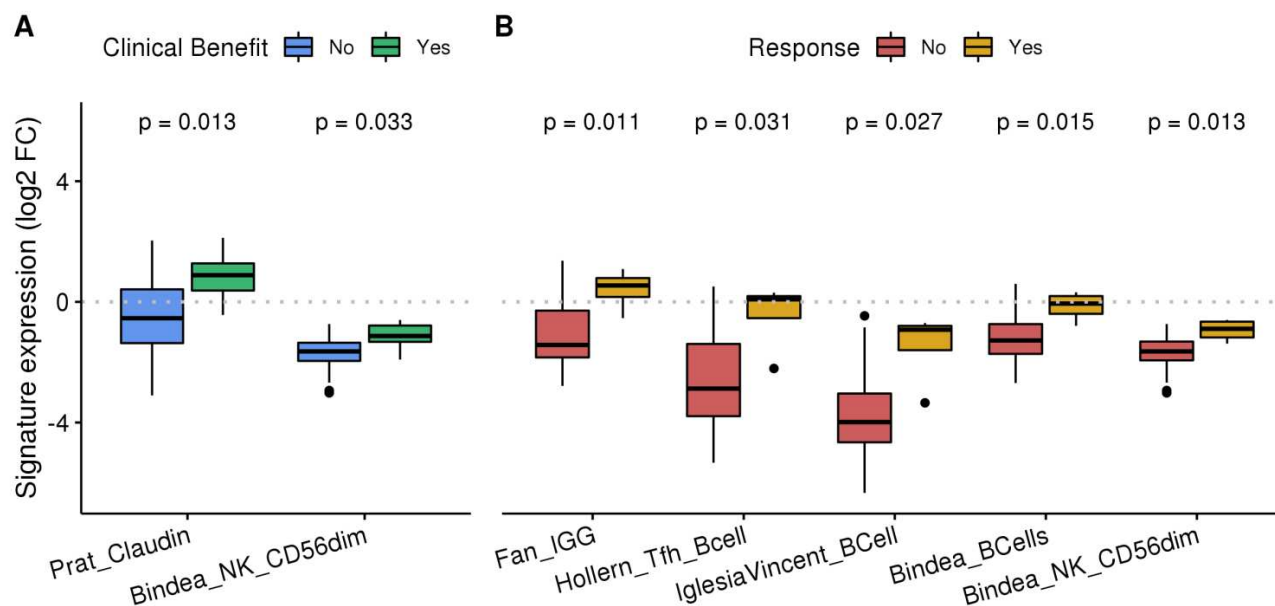 A
Clinical Benefit No Yes
B
Response No Yes
Signature expression (log2 FC)
4
0
-4
p = 0.013
p = 0.033
p = 0.011
p = 0.031
p = 0.027
p = 0.015
p = 0.013
Prat_Claudin
Bindea_NK_CD56dim
Fan_IGG
Hollern_Tfh_Bcell
IglesiaVincent_BCell
Bindea_BCells
Bindea_NK_CD56dim